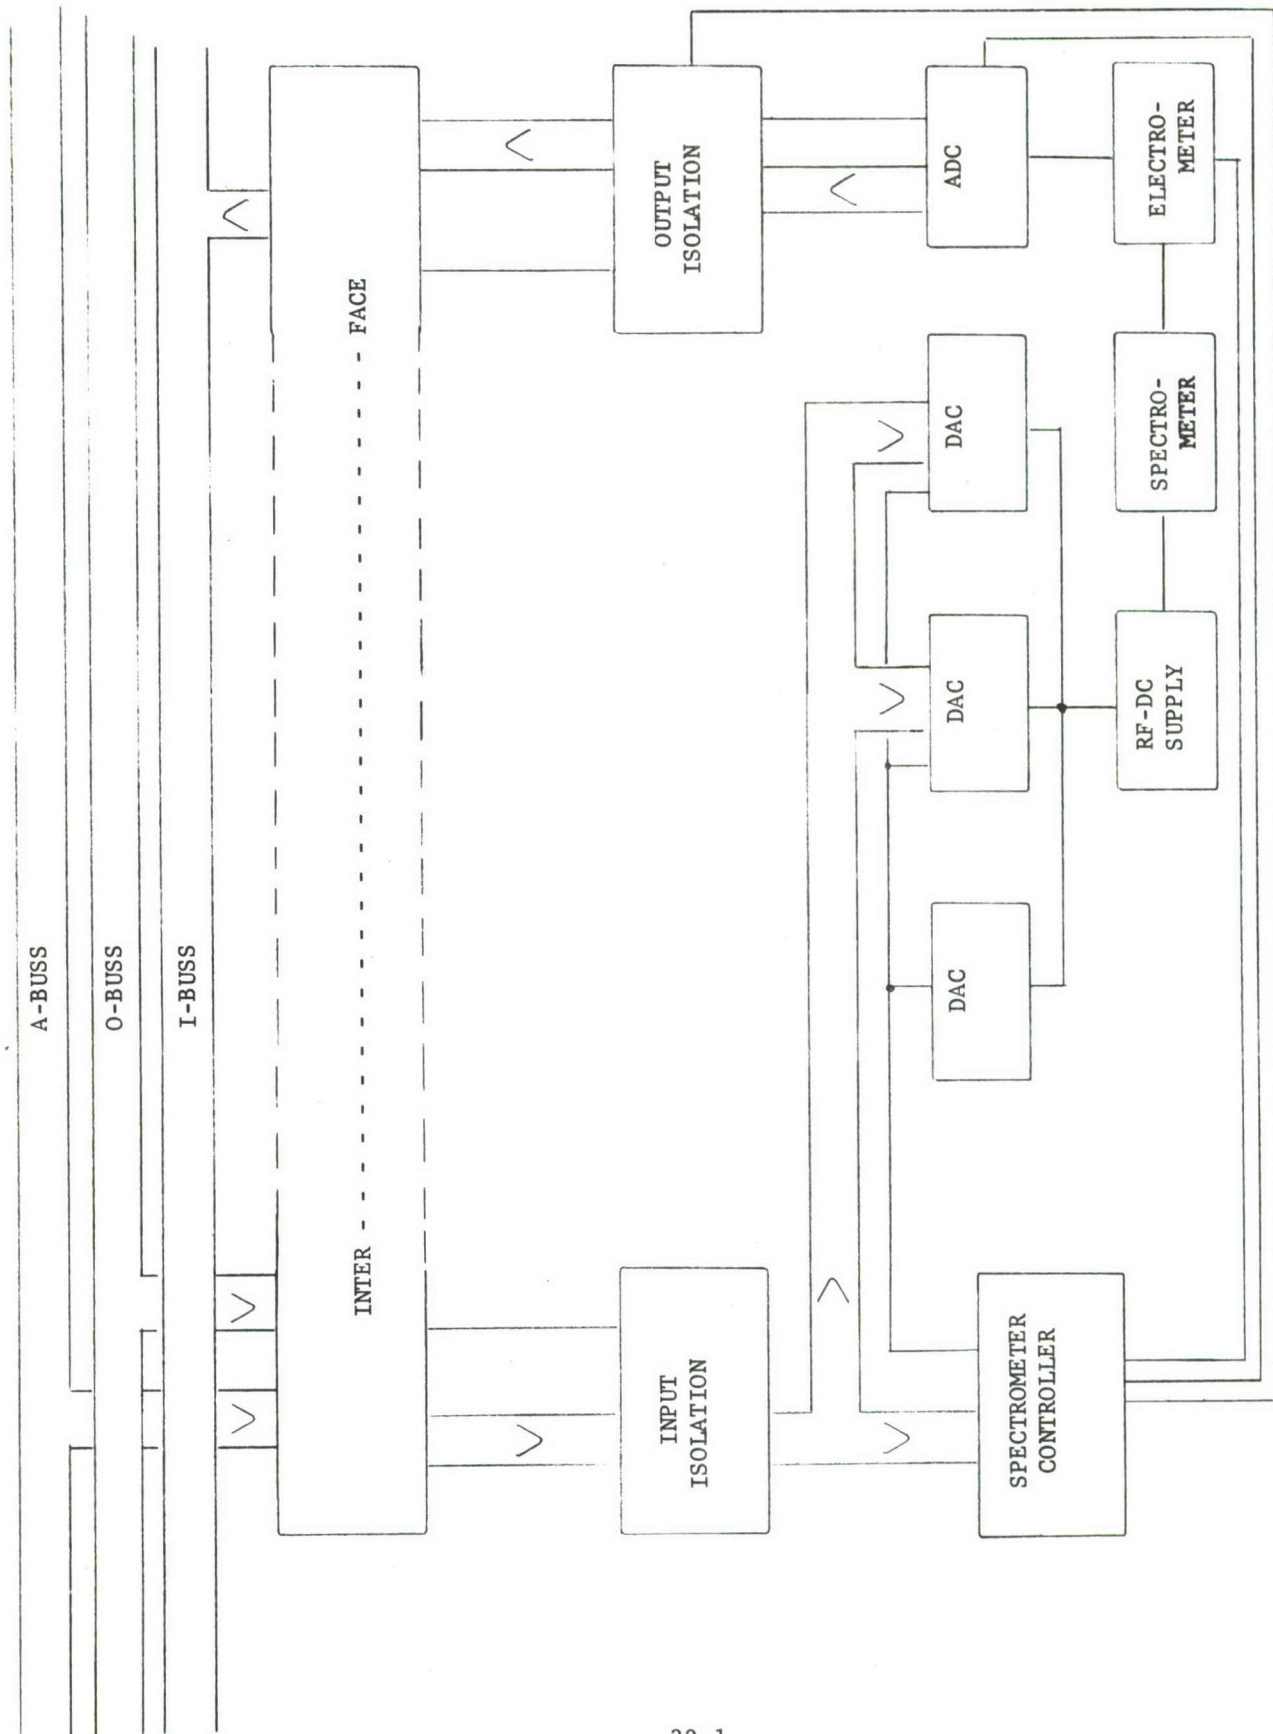 A-BUSS
O-BUSS
I-BUSS
INTER - - - - - - - - - - - - - - - - - - - - - - - - - - - - - - - FACE
INPUT
ISOLATION
OUTPUT
ISOLATION
SPECTROMETER
CONTROLLER
DAC
DAC
DAC
ADC
RF-DC
SUPPLY
SPECTRO-
METER
ELECTRO-
METER